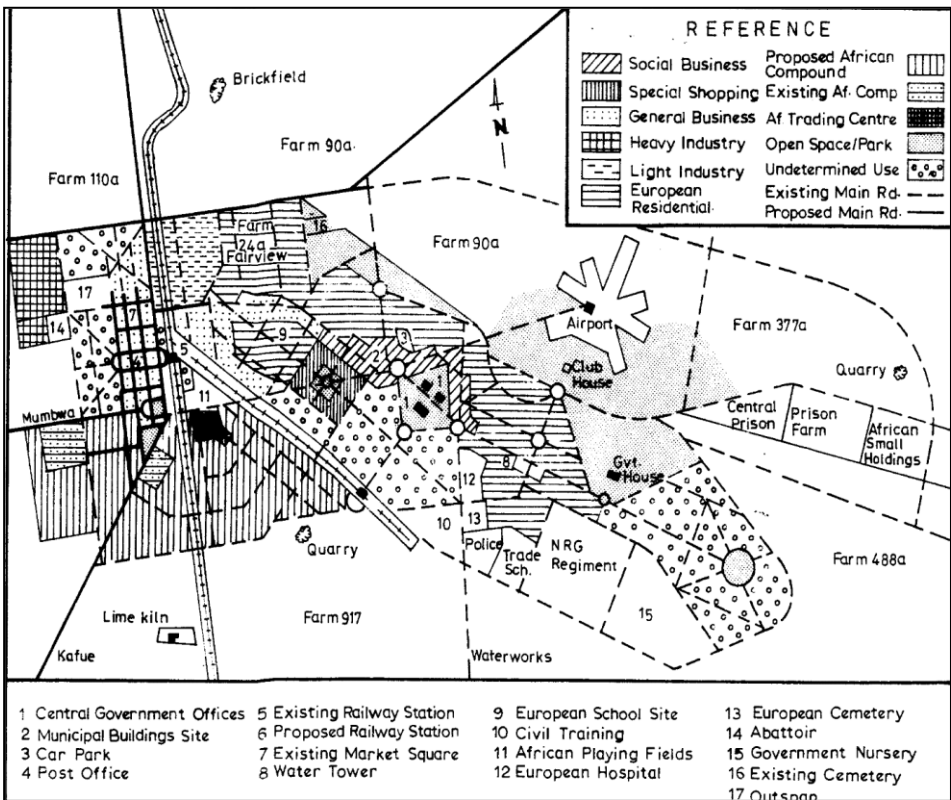 REFERENCE
Social Business
Special Shopping
General Business
Heavy Industry
Light Industry
European
Residential
Proposed African
Compound
Existing Af. Comp
Af Trading Centre
Open Space/Park
Undetermined Use
Existing Main Rd.
Proposed Main Rd.
Brickfield
N
Farm 90a.
Farm 110a
16
Farm
24a
Fairview
Farm 90a
17
7
14
9
3
2
1
1
5
Airport
Farm 377a
Club
House
Quarry
Mumbwa
11
Central
Prison
Prison
Farm
African
Small
Holdings
8
Gvt.
House
12
10
13
Quarry
Police
Trade
Sch.
NRG
Regiment
Farm 488a
15
Lime kiln
Farm 917
Kafue
Waterworks
1 Central Government Offices
2 Municipal Buildings Site
3 Car Park
4 Post Office
5 Existing Railway Station
6 Proposed Railway Station
7 Existing Market Square
8 Water Tower
9 European School Site
10 Civil Training
11 African Playing Fields
12 European Hospital
13 European Cemetery
14 Abattoir
15 Government Nursery
16 Existing Cemetery
17 Outspan